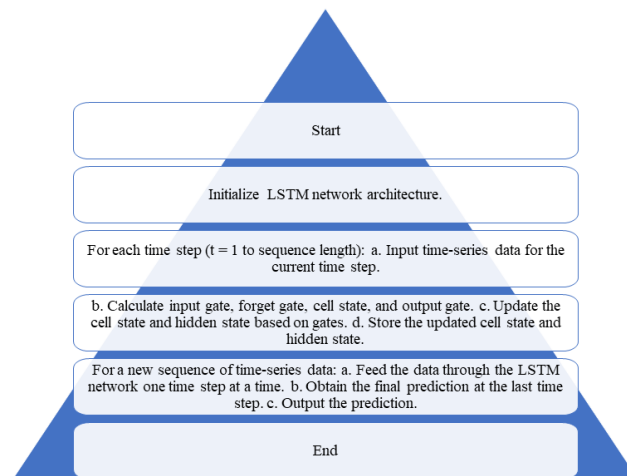 Start
Initialize LSTM network architecture.
For each time step (t = 1 to sequence length): a. Input time-series data for the
current time step.
b. Calculate input gate, forget gate, cell state, and output gate. c. Update the
cell state and hidden state based on gates. d. Store the updated cell state and
hidden state.
For a new sequence of time-series data: a. Feed the data through the LSTM
network one time step at a time. b. Obtain the final prediction at the last time
step. c. Output the prediction.
End